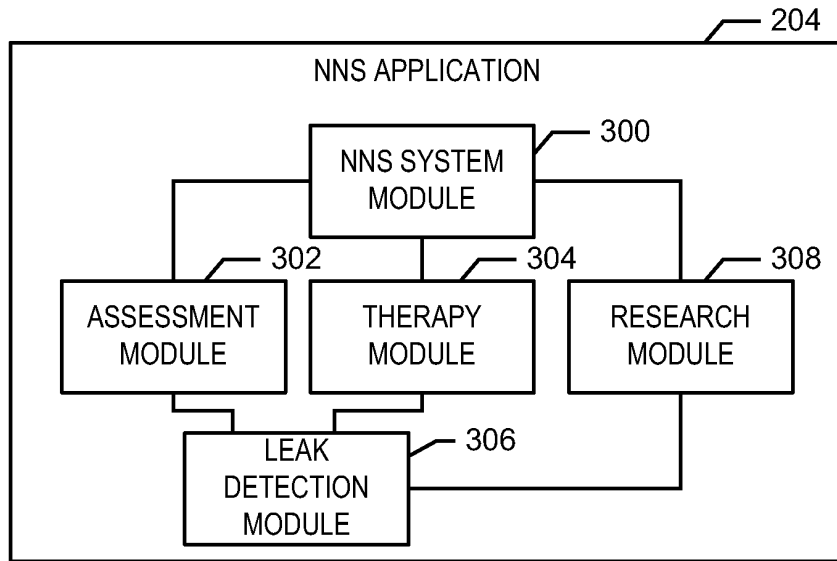 204
NNS APPLICATION
300
NNS SYSTEM
MODULE
302
304
308
ASSESSMENT
MODULE
THERAPY
MODULE
RESEARCH
MODULE
306
LEAK
DETECTION
MODULE